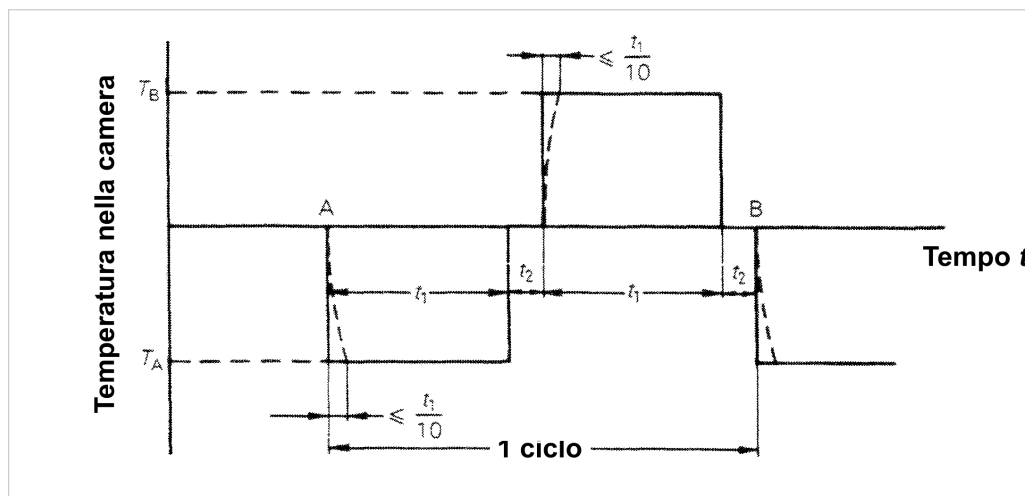 ≤ t₁/10
T_B
Temperatura nella camera
A
B
Tempo t
t₁
t₂
t₁
t₂
T_A
≤ t₁/10
1 ciclo